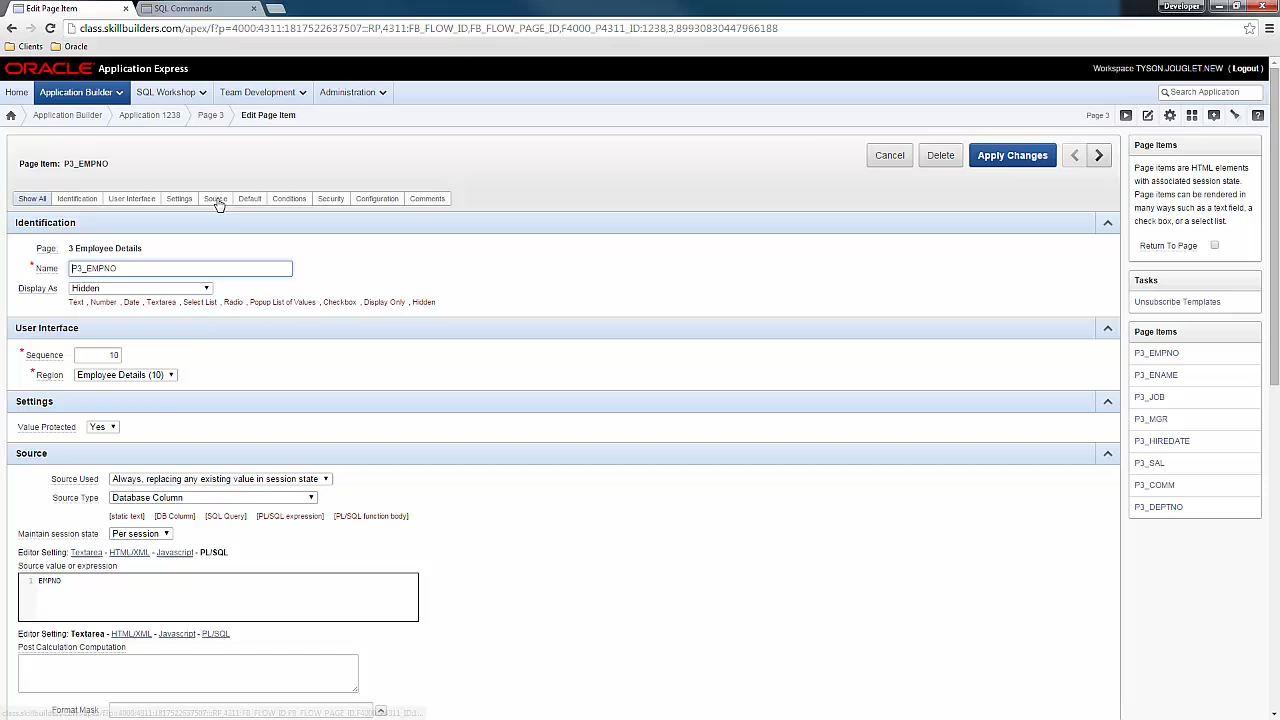 Edit Page Item
SQL Commands
Developer
class.skillbuilders.com/apex/f?p=4000:4311:1817522637507::RP,4311:FB_FLOW_ID,FB_FLOW_PAGE_ID,F4000_P4311_ID:1238,3,89930830447966188
Clients
Oracle
ORACLE Application Express
Workspace TYSON.JOUGLET.NEW ( Logout )
Home
Application Builder
SQL Workshop
Team Development
Administration
Search Application
Application Builder
Application 1238
Page 3
Edit Page Item
Page 3
Page Item: P3_EMPNO
Cancel
Delete
Apply Changes
Show All
Identification
User Interface
Settings
Source
Default
Conditions
Security
Configuration
Comments
Identification
Page: 3 Employee Details
* Name P3_EMPNO
Display As Hidden
Text , Number , Date , Textarea , Select List , Radio , Popup List of Values , Checkbox , Display Only , Hidden
User Interface
* Sequence 10
* Region Employee Details (10)
Settings
Value Protected Yes
Source
Source Used Always, replacing any existing value in session state
Source Type Database Column
[static text] [DB Column] [SQL Query] [PL/SQL expression] [PL/SQL function body]
Maintain session state Per session
Editor Setting: Textarea - HTML/XML - Javascript - PL/SQL
Source value or expression
1 EMPNO
Editor Setting: Textarea - HTML/XML - Javascript - PL/SQL
Post Calculation Computation
Format Mask
Page Items
Page items are HTML elements
with associated session state.
Page items can be rendered in
many ways such as a text field, a
check box, or a select list.
Return To Page
Tasks
Unsubscribe Templates
Page Items
P3_EMPNO
P3_ENAME
P3_JOB
P3_MGR
P3_HIREDATE
P3_SAL
P3_COMM
P3_DEPTNO